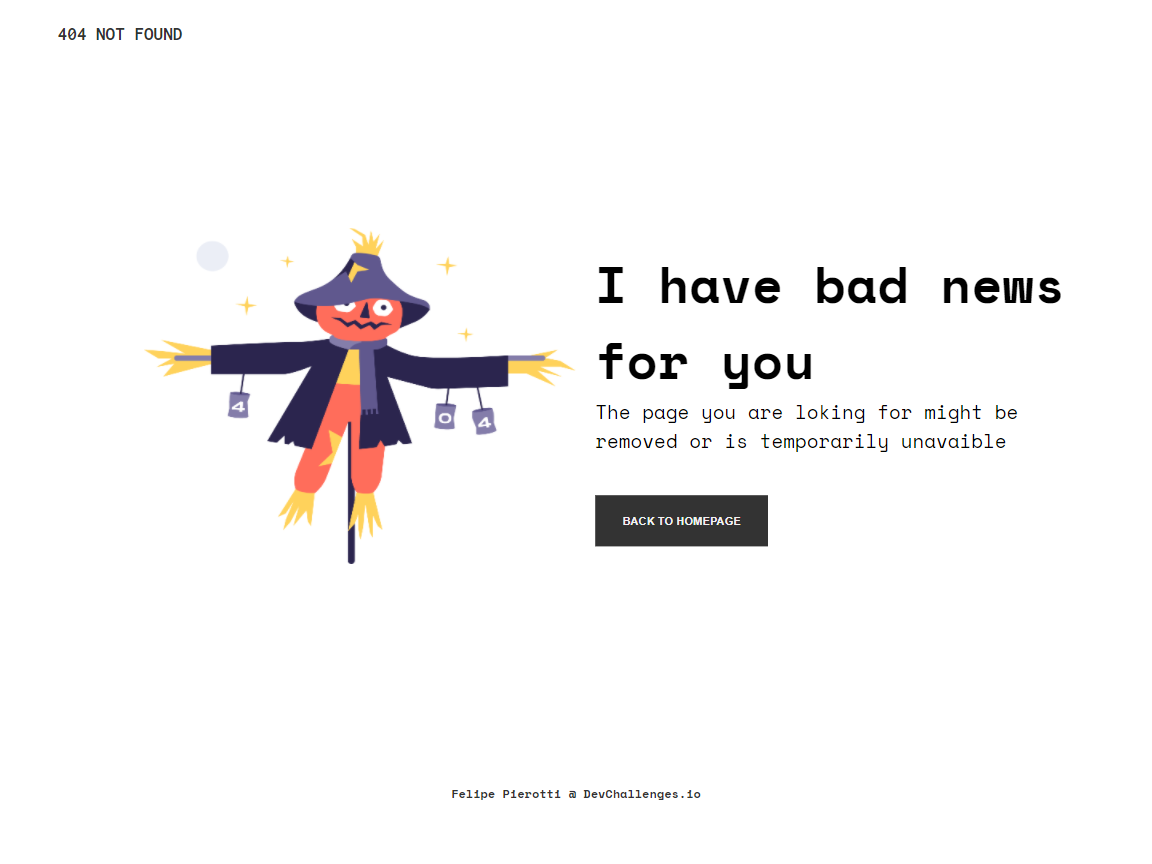 404 NOT FOUND
I have bad news
for you
The page you are loking for might be
removed or is temporarily unavaible
4
0
4
BACK TO HOMEPAGE
Felipe Pierotti @ DevChallenges.io